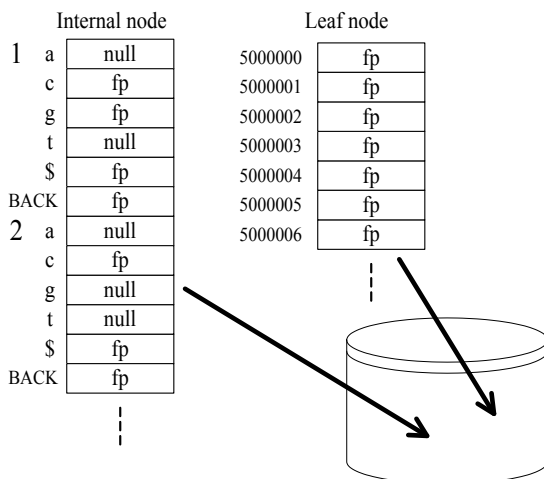 Internal node
1 a null
c fp
g fp
t null
$ fp
BACK fp
2 a null
c fp
g null
t null
$ fp
BACK fp
Leaf node
5000000 fp
5000001 fp
5000002 fp
5000003 fp
5000004 fp
5000005 fp
5000006 fp